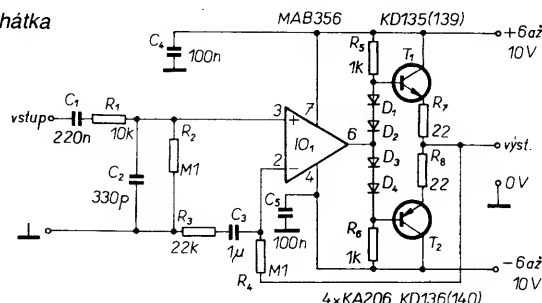 hátka
MAB356
KD135(139)
C4
100n
R5
1k
T1
+6až
10V
C1
R1
vstup
220n
10k
R2
M1
3
+
7
IO1
6
2
−
4
D1
D2
D3
D4
R7
22
výst.
R8
22
0V
C2
330p
R3
22k
C3
1μ
C5
100n
R4
M1
R6
1k
T2
−6až
10V
4xKA206
KD136(140)